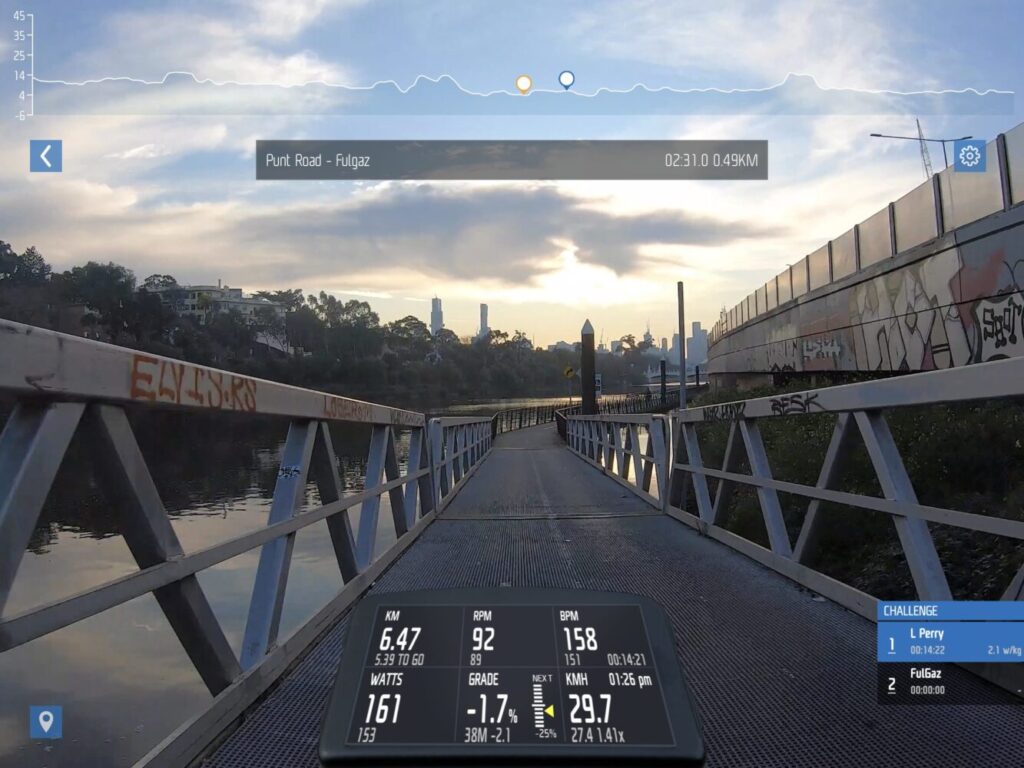 45
35
25
14
4
-6
Punt Road - Fulgaz 02:31.0 0.49KM
ELVIS.RS
CHALLENGE
1 L Perry
00:14:22 2.1 w/kg
2 FulGaz
00:00:00
KM RPM BPM
6.47 92 158
5.39 TO GO 89 151 00:14:21
WATTS GRADE NEXT KMH 01:26 pm
161 -1.7% 29.7
153 38M -2.1 -25% 27.4 1.41x